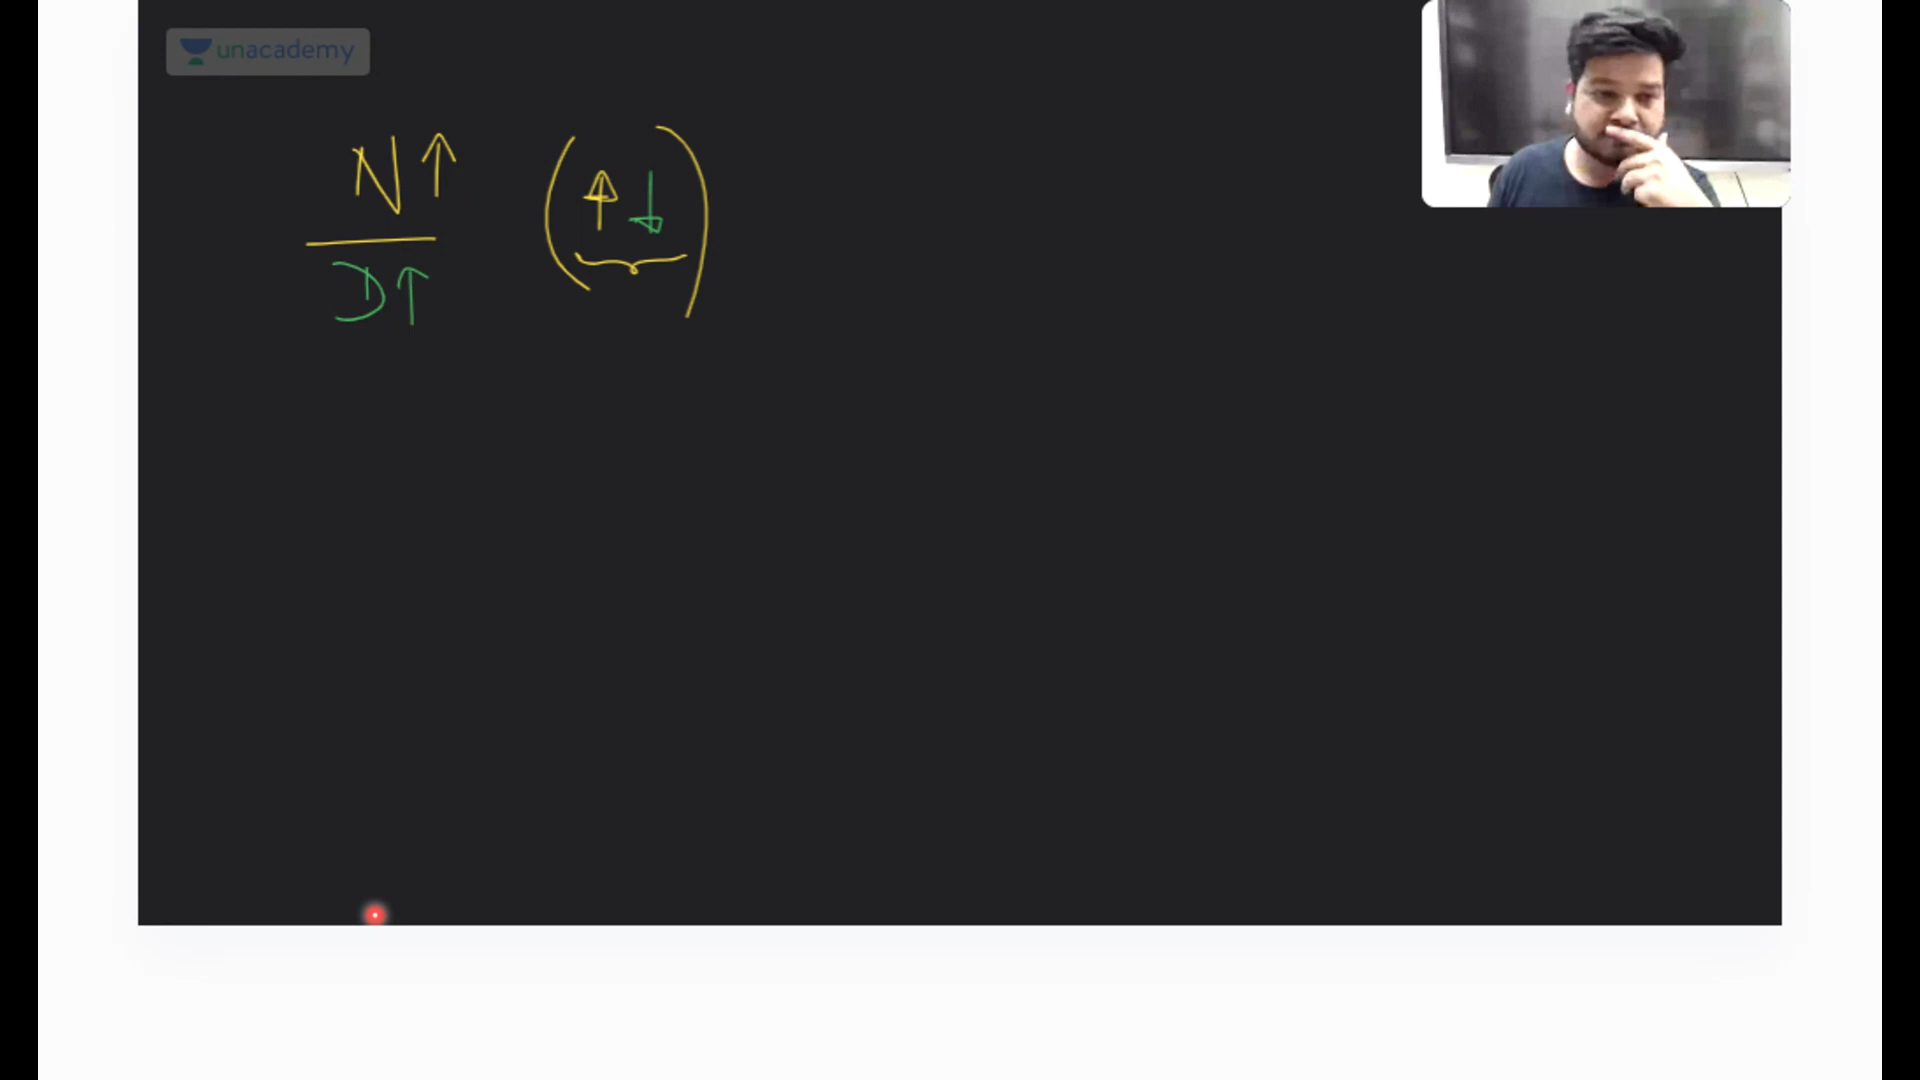 unacademy
N↑ (↑↓)
D↑